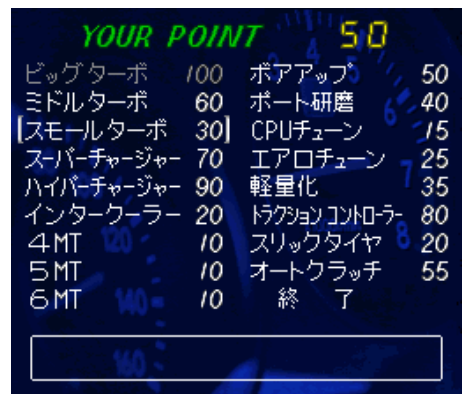 YOUR POINT 50
ビッグターボ 100 ボアアップ 50
ミドルターボ 60 ポート研磨 40
[スモールターボ 30] CPUチューン 15
スーパーチャージャー 70 エアロチューン 25
ハイパーチャージャー 90 軽量化 35
インタークーラー 20 トラクションコントローラー 80
4MT 10 スリックタイヤ 20
5MT 10 オートクラッチ 55
6MT 10 終 了